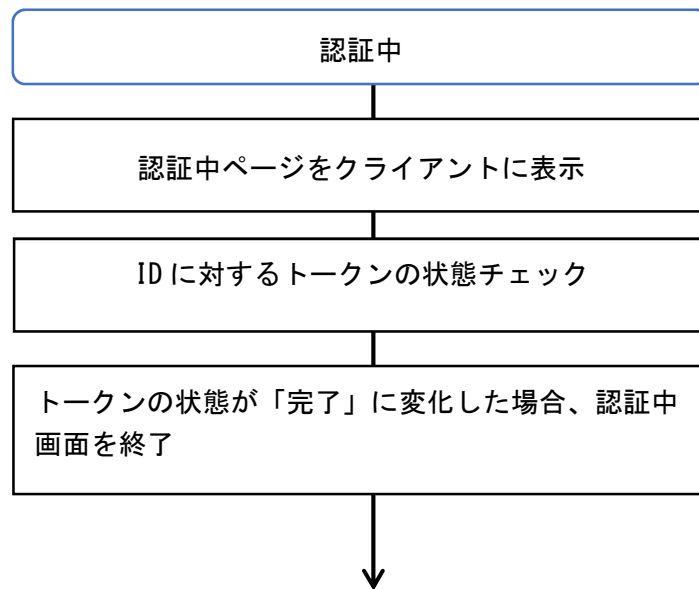 認証中
認証中ページをクライアントに表示
IDに対するトークンの状態チェック
トークンの状態が「完了」に変化した場合、認証中
画面を終了